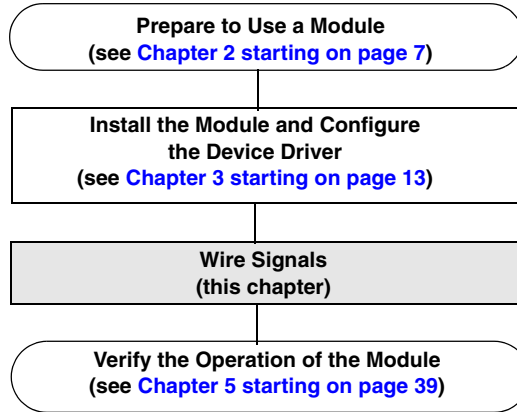 Prepare to Use a Module
(see Chapter 2 starting on page 7)
Install the Module and Configure
the Device Driver
(see Chapter 3 starting on page 13)
Wire Signals
(this chapter)
Verify the Operation of the Module
(see Chapter 5 starting on page 39)